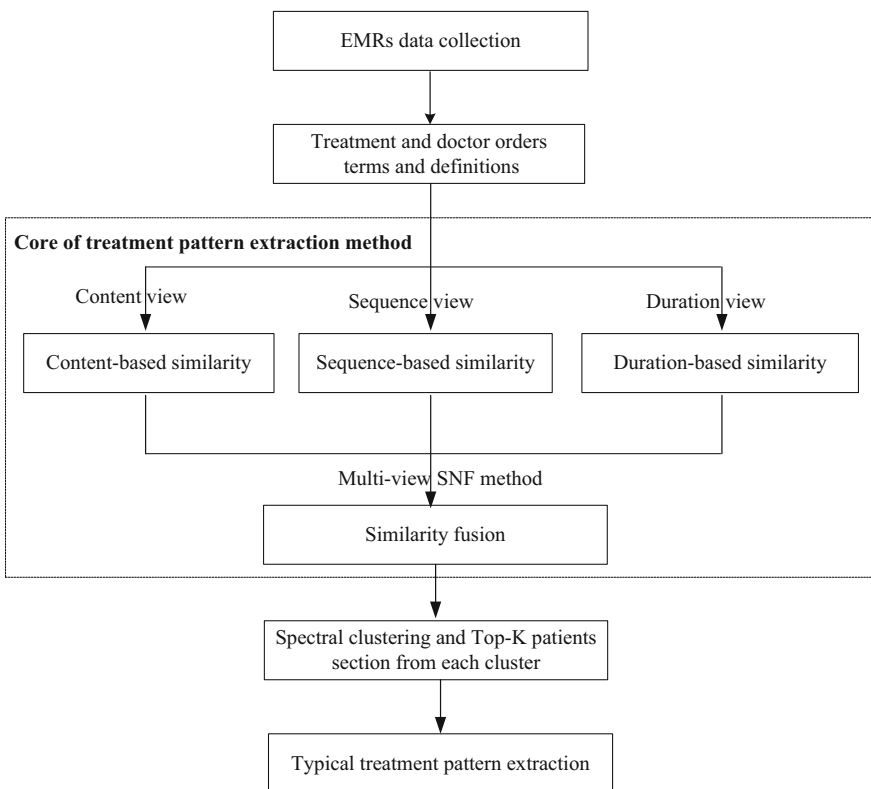 EMRs data collection
Treatment and doctor orders
terms and definitions
Core of treatment pattern extraction method
Content view
Sequence view
Duration view
Content-based similarity
Sequence-based similarity
Duration-based similarity
Multi-view SNF method
Similarity fusion
Spectral clustering and Top-K patients
section from each cluster
Typical treatment pattern extraction